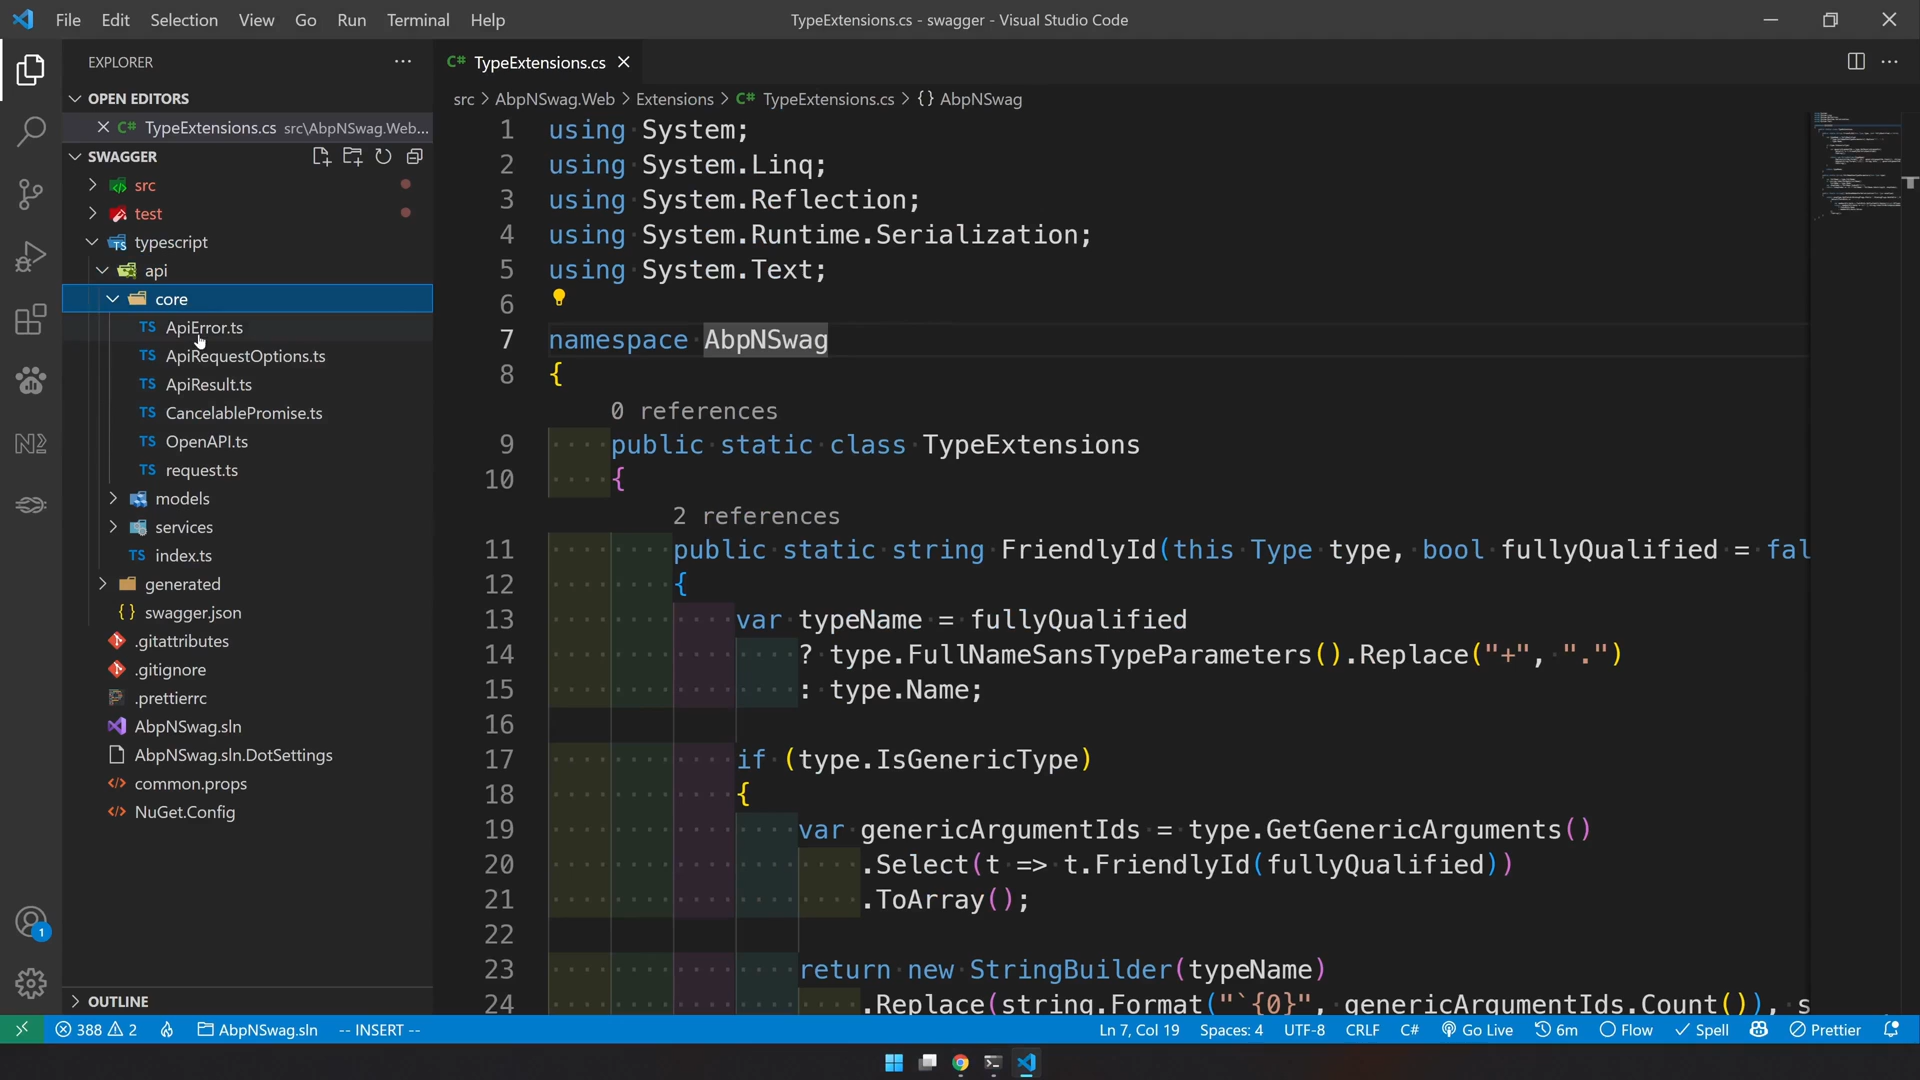 File Edit Selection View Go Run Terminal Help
TypeExtensions.cs - swagger - Visual Studio Code
EXPLORER
OPEN EDITORS
C# TypeExtensions.cs src\AbpNSwag.Web...
SWAGGER
src
test
TS typescript
api
core
TS ApiError.ts
TS ApiRequestOptions.ts
TS ApiResult.ts
TS CancelablePromise.ts
TS OpenAPI.ts
TS request.ts
models
services
TS index.ts
generated
{} swagger.json
.gitattributes
.gitignore
.prettierrc
AbpNSwag.sln
AbpNSwag.sln.DotSettings
common.props
NuGet.Config
OUTLINE
1
C# TypeExtensions.cs
src > AbpNSwag.Web > Extensions > C# TypeExtensions.cs > {} AbpNSwag
1 using System;
2 using System.Linq;
3 using System.Reflection;
4 using System.Runtime.Serialization;
5 using System.Text;
6
7 namespace AbpNSwag
8 {
0 references
9 public static class TypeExtensions
10 {
2 references
11 public static string FriendlyId(this Type type, bool fullyQualified = fal
12 {
13 var typeName = fullyQualified
14 ? type.FullNameSansTypeParameters().Replace("+", ".")
15 : type.Name;
16
17 if (type.IsGenericType)
18 {
19 var genericArgumentIds = type.GetGenericArguments()
20 .Select(t => t.FriendlyId(fullyQualified))
21 .ToArray();
22
23 return new StringBuilder(typeName)
24 .Replace(string.Format("`{0}", genericArgumentIds.Count()), s
388 2 AbpNSwag.sln -- INSERT -- Ln 7, Col 19 Spaces: 4 UTF-8 CRLF C# Go Live 6m Flow Spell Prettier